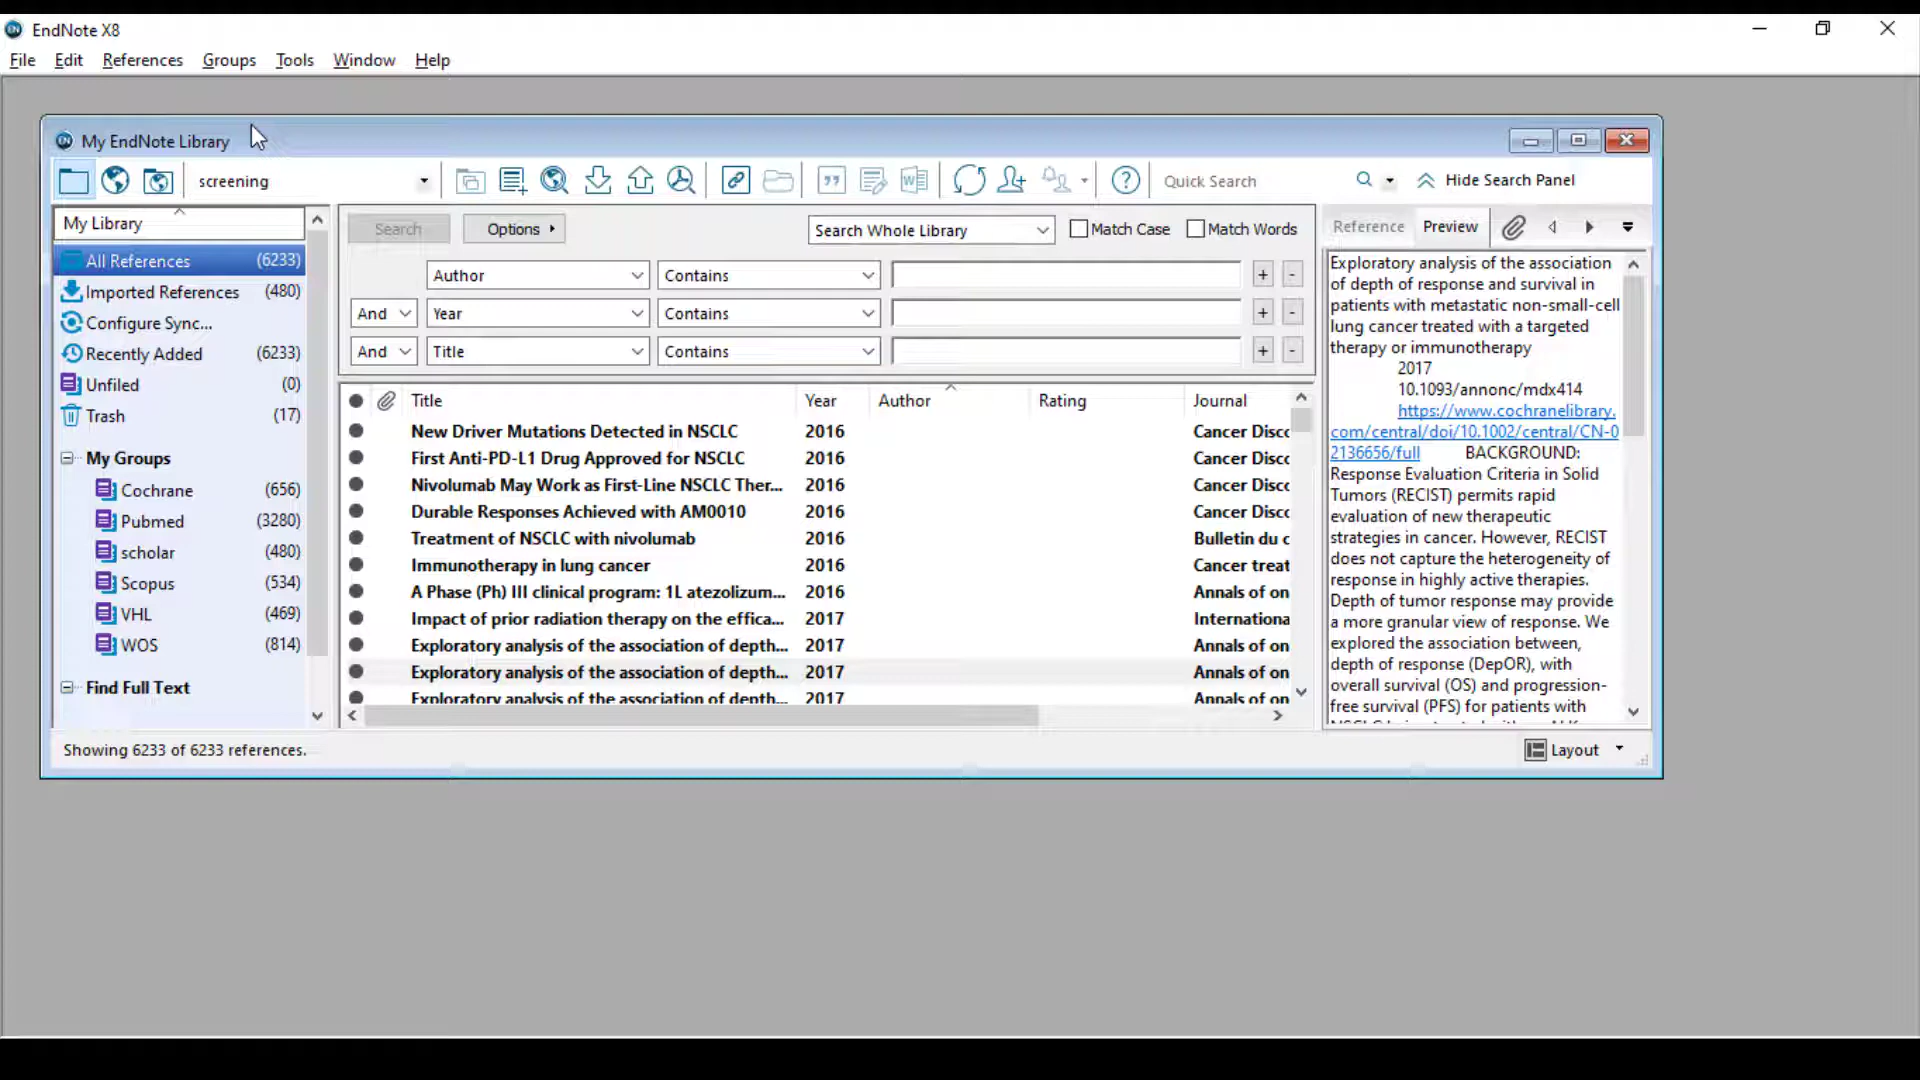 EndNote X8
File Edit References Groups Tools Window Help
My EndNote Library
screening
Quick Search
Hide Search Panel
My Library
All References (6233)
Imported References (480)
Configure Sync...
Recently Added (6233)
Unfiled (0)
Trash (17)
My Groups
Cochrane (656)
Pubmed (3280)
scholar (480)
Scopus (534)
VHL (469)
WOS (814)
Find Full Text
Search Options Search Whole Library Match Case Match Words
Author Contains + -
And Year Contains + -
And Title Contains + -
Title Year Author Rating Journal
New Driver Mutations Detected in NSCLC 2016 Cancer Disc
First Anti-PD-L1 Drug Approved for NSCLC 2016 Cancer Disc
Nivolumab May Work as First-Line NSCLC Ther... 2016 Cancer Disc
Durable Responses Achieved with AM0010 2016 Cancer Disc
Treatment of NSCLC with nivolumab 2016 Bulletin du c
Immunotherapy in lung cancer 2016 Cancer treat
A Phase (Ph) III clinical program: 1L atezolizum... 2016 Annals of on
Impact of prior radiation therapy on the effica... 2017 Internationa
Exploratory analysis of the association of depth... 2017 Annals of on
Exploratory analysis of the association of depth... 2017 Annals of on
Exploratory analysis of the association of depth... 2017 Annals of on
Reference Preview
Exploratory analysis of the association
of depth of response and survival in
patients with metastatic non-small-cell
lung cancer treated with a targeted
therapy or immunotherapy
2017
10.1093/annonc/mdx414
https://www.cochranelibrary.
com/central/doi/10.1002/central/CN-0
2136656/full BACKGROUND:
Response Evaluation Criteria in Solid
Tumors (RECIST) permits rapid
evaluation of new therapeutic
strategies in cancer. However, RECIST
does not capture the heterogeneity of
response in highly active therapies.
Depth of tumor response may provide
a more granular view of response. We
explored the association between,
depth of response (DepOR), with
overall survival (OS) and progression-
free survival (PFS) for patients with
Showing 6233 of 6233 references.
Layout